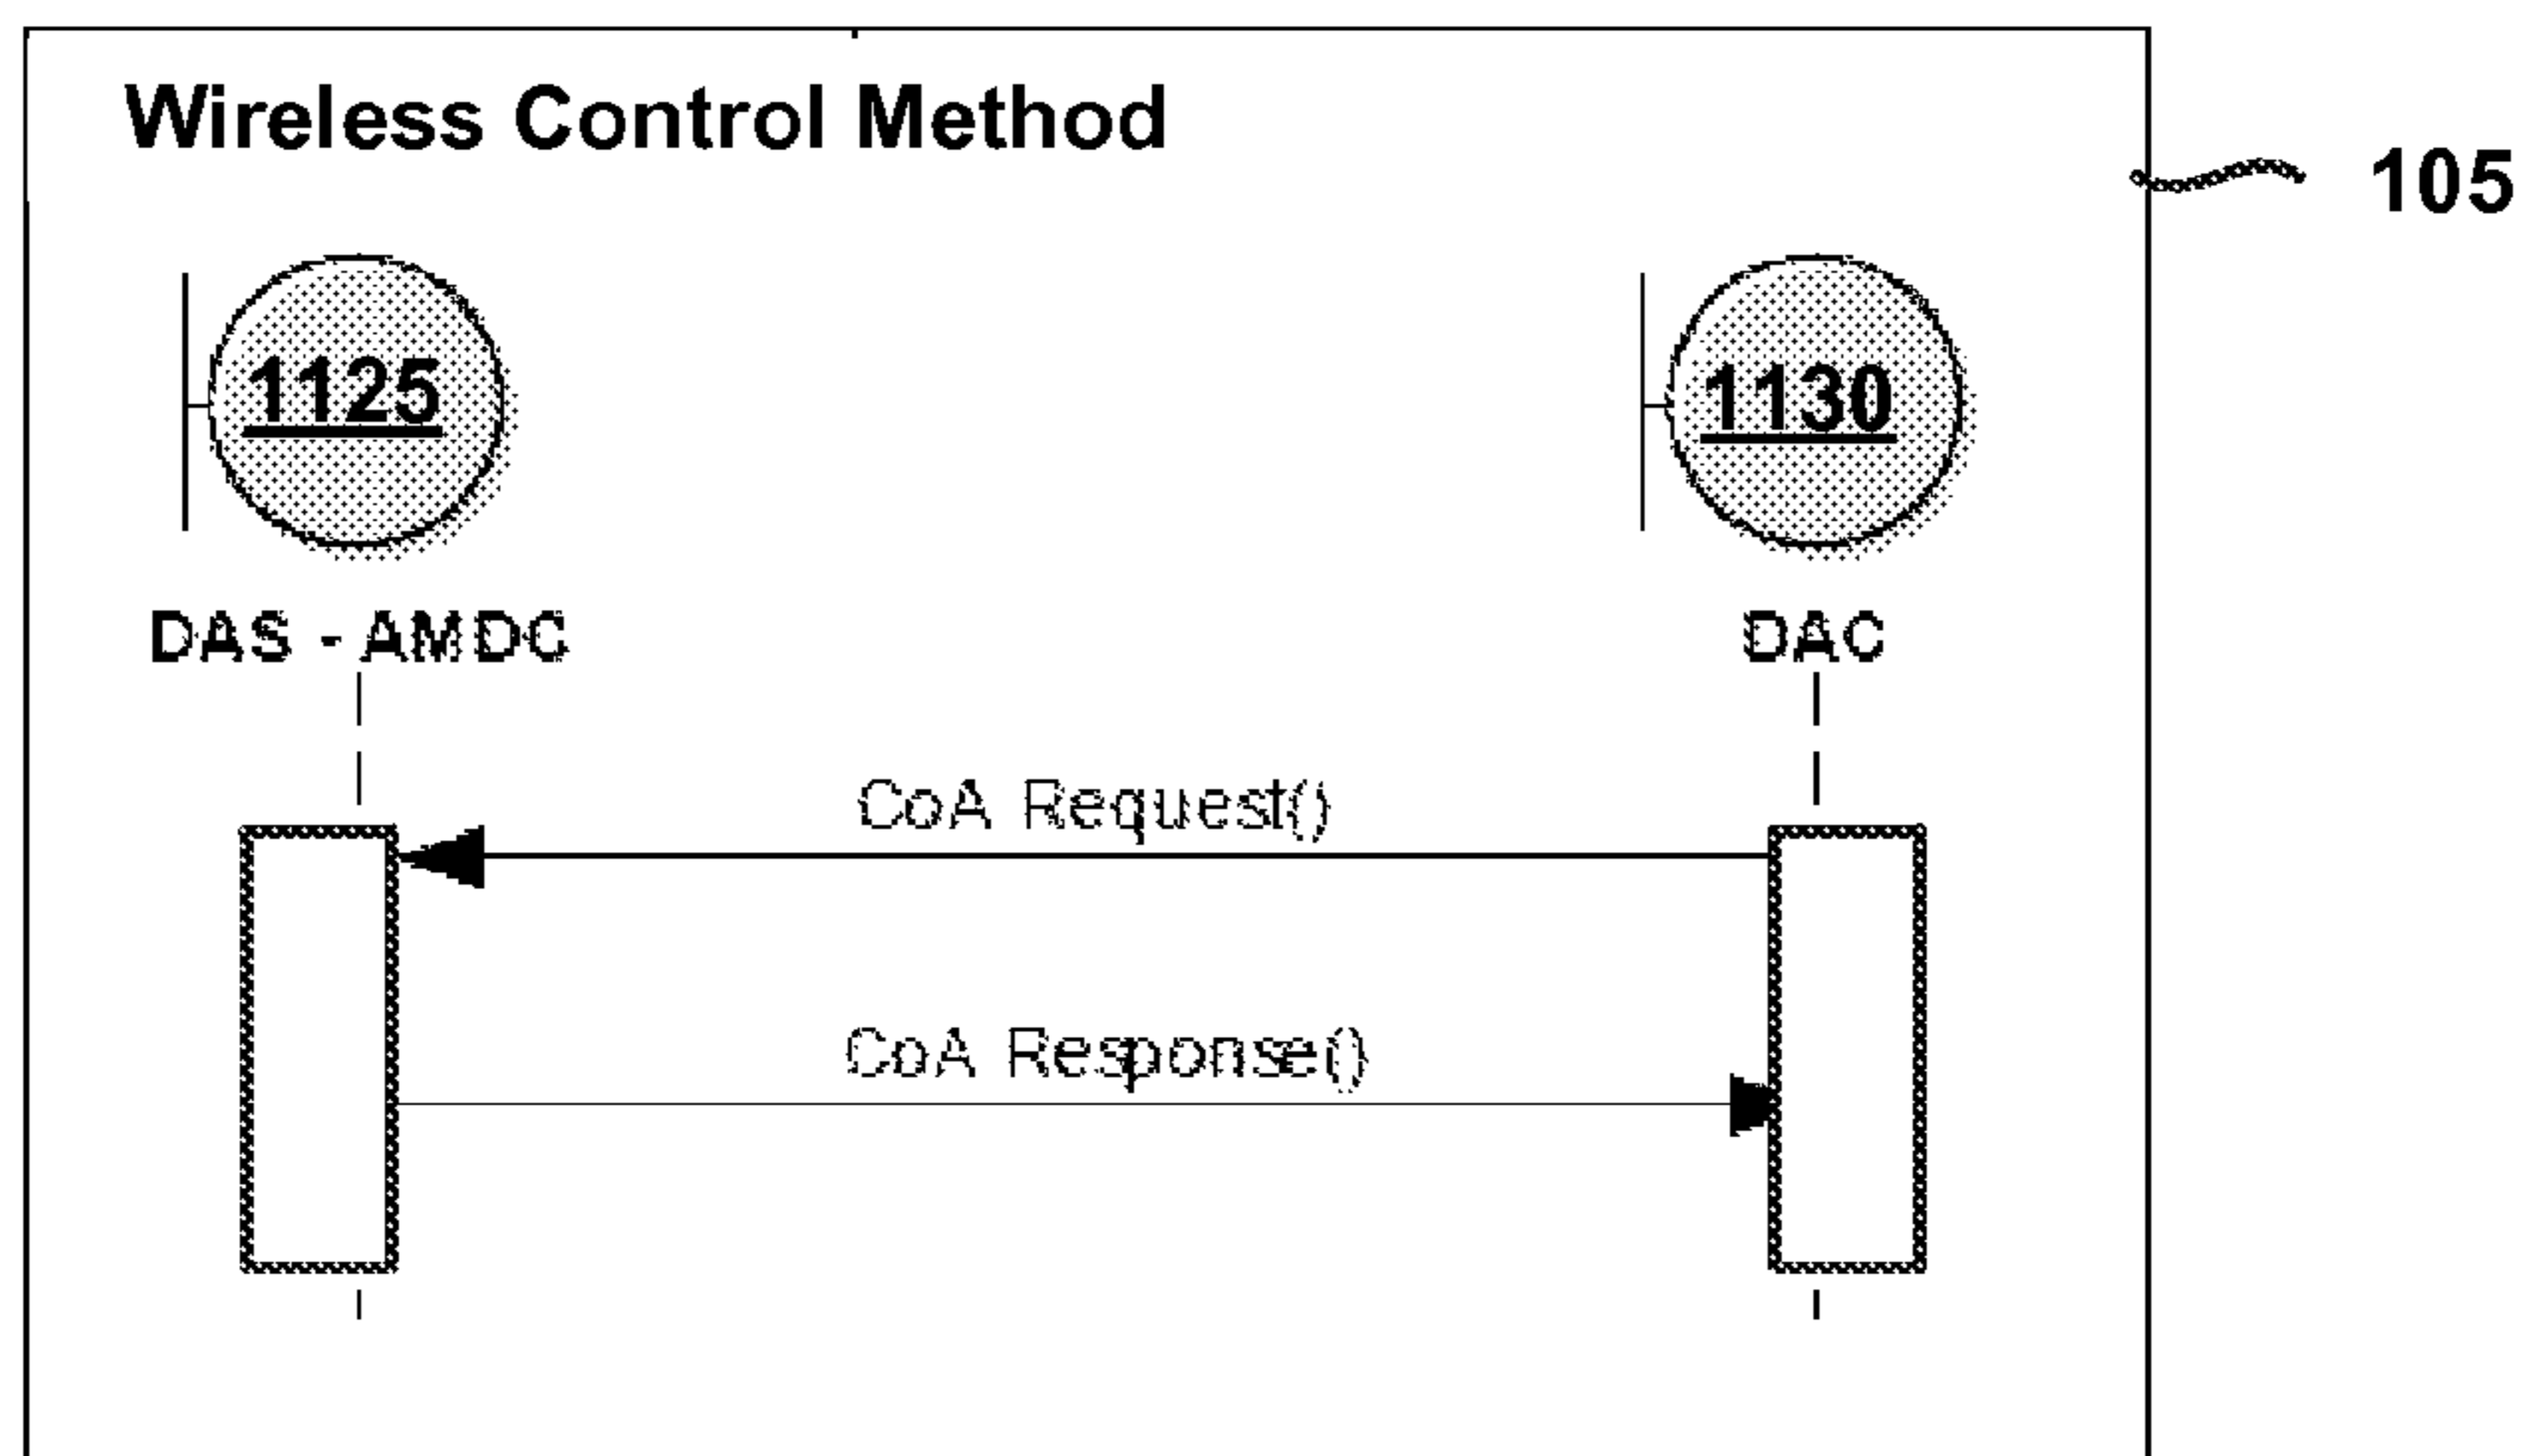 Wireless Control Method
105
1125
1130
DAS - AMDC
DAC
CoA Request()
CoA Response()